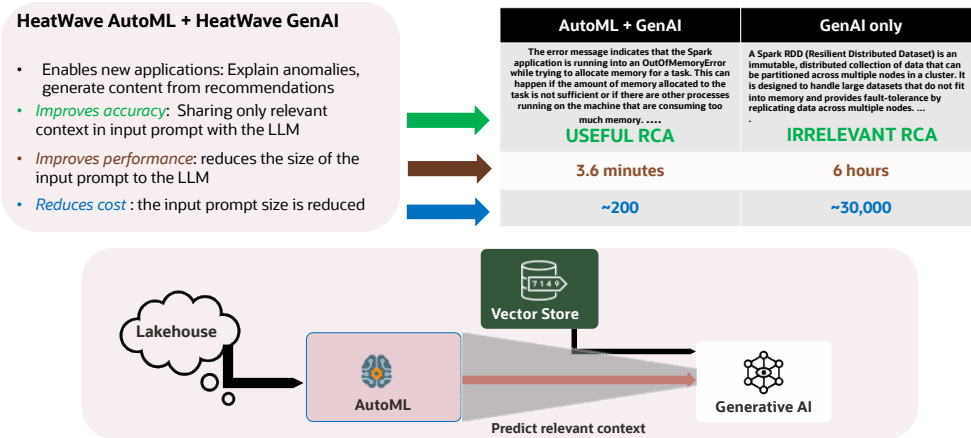 HeatWave AutoML + HeatWave GenAI
• Enables new applications: Explain anomalies,
generate content from recommendations
• Improves accuracy: Sharing only relevant
context in input prompt with the LLM
• Improves performance: reduces the size of the
input prompt to the LLM
• Reduces cost : the input prompt size is reduced
AutoML + GenAI
The error message indicates that the Spark
application is running into an OutOfMemoryError
while trying to allocate memory for a task. This can
happen if the amount of memory allocated to the
task is not sufficient or if there are other processes
running on the machine that are consuming too
much memory. ....
USEFUL RCA
3.6 minutes
~200
GenAI only
A Spark RDD (Resilient Distributed Dataset) is an
immutable, distributed collection of data that can
be partitioned across multiple nodes in a cluster. It
is designed to handle large datasets that do not fit
into memory and provides fault-tolerance by
replicating data across multiple nodes. ...
.
IRRELEVANT RCA
6 hours
~30,000
Lakehouse
AutoML
7149
Vector Store
Generative AI
Predict relevant context